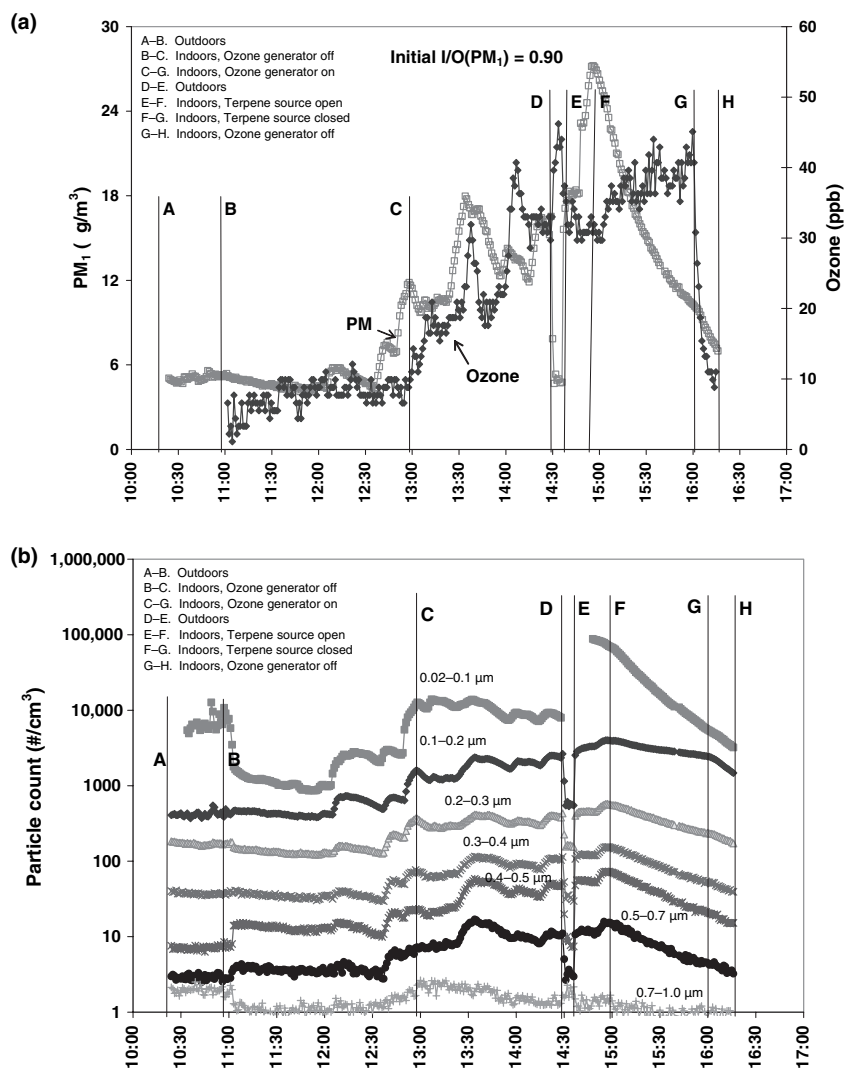 (a)
30
24
18
12
6
0
PM1 ( g/m3)
60
50
40
30
20
10
0
Ozone (ppb)
A–B. Outdoors
B–C. Indoors, Ozone generator off
C–G. Indoors, Ozone generator on
D–E. Outdoors
E–F. Indoors, Terpene source open
F–G. Indoors, Terpene source closed
G–H. Indoors, Ozone generator off
Initial I/O(PM1) = 0.90
A
B
C
D
E
F
G
H
PM
Ozone
10:00
10:30
11:00
11:30
12:00
12:30
13:00
13:30
14:00
14:30
15:00
15:30
16:00
16:30
17:00
(b)
1,000,000
100,000
10,000
1000
100
10
1
Particle count (#/cm3)
A–B. Outdoors
B–C. Indoors, Ozone generator off
C–G. Indoors, Ozone generator on
D–E. Outdoors
E–F. Indoors, Terpene source open
F–G. Indoors, Terpene source closed
G–H. Indoors, Ozone generator off
A
B
C
D
E
F
G
H
0.02–0.1 µm
0.1–0.2 µm
0.2–0.3 µm
0.3–0.4 µm
0.4–0.5 µm
0.5–0.7 µm
0.7–1.0 µm
10:00
10:30
11:00
11:30
12:00
12:30
13:00
13:30
14:00
14:30
15:00
15:30
16:00
16:30
17:00